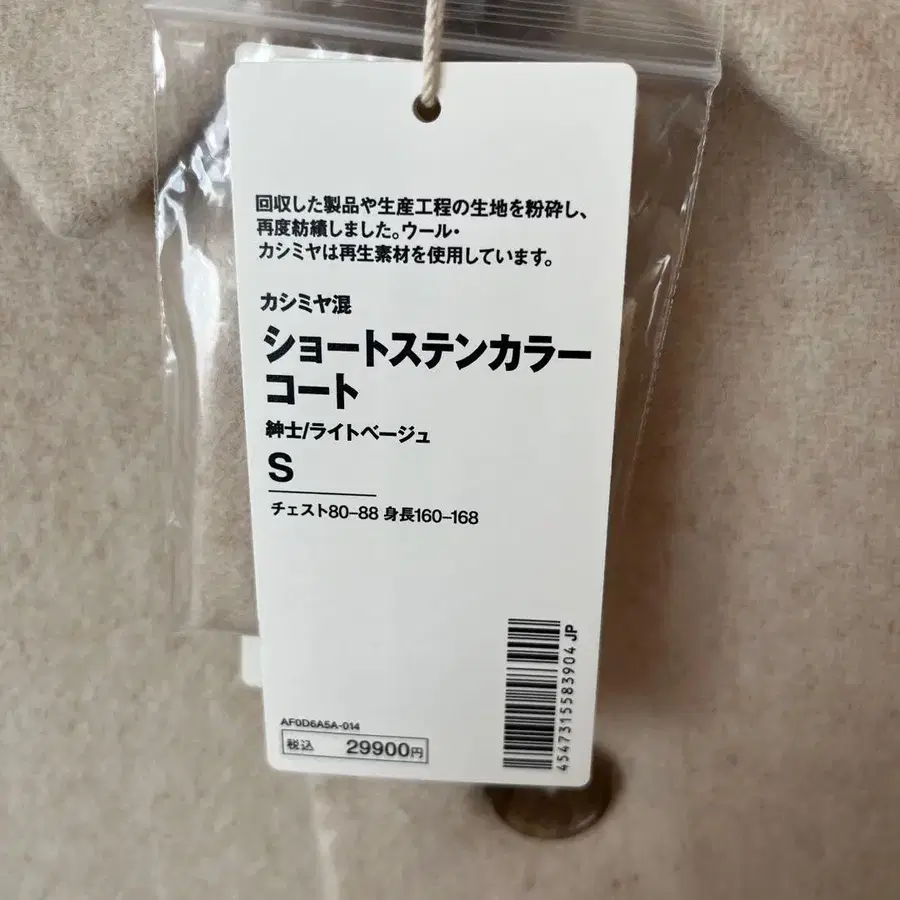 回収した製品や生産工程の生地を粉砕し、
再度紡績しました。ウール・
カシミヤは再生素材を使用しています。
カシミヤ混
ショートステンカラー
コート
紳士/ライトベージュ
S
チェスト80–88 身長160–168
AF0D6A5A-014
税込 29900円
4547315583904 JP